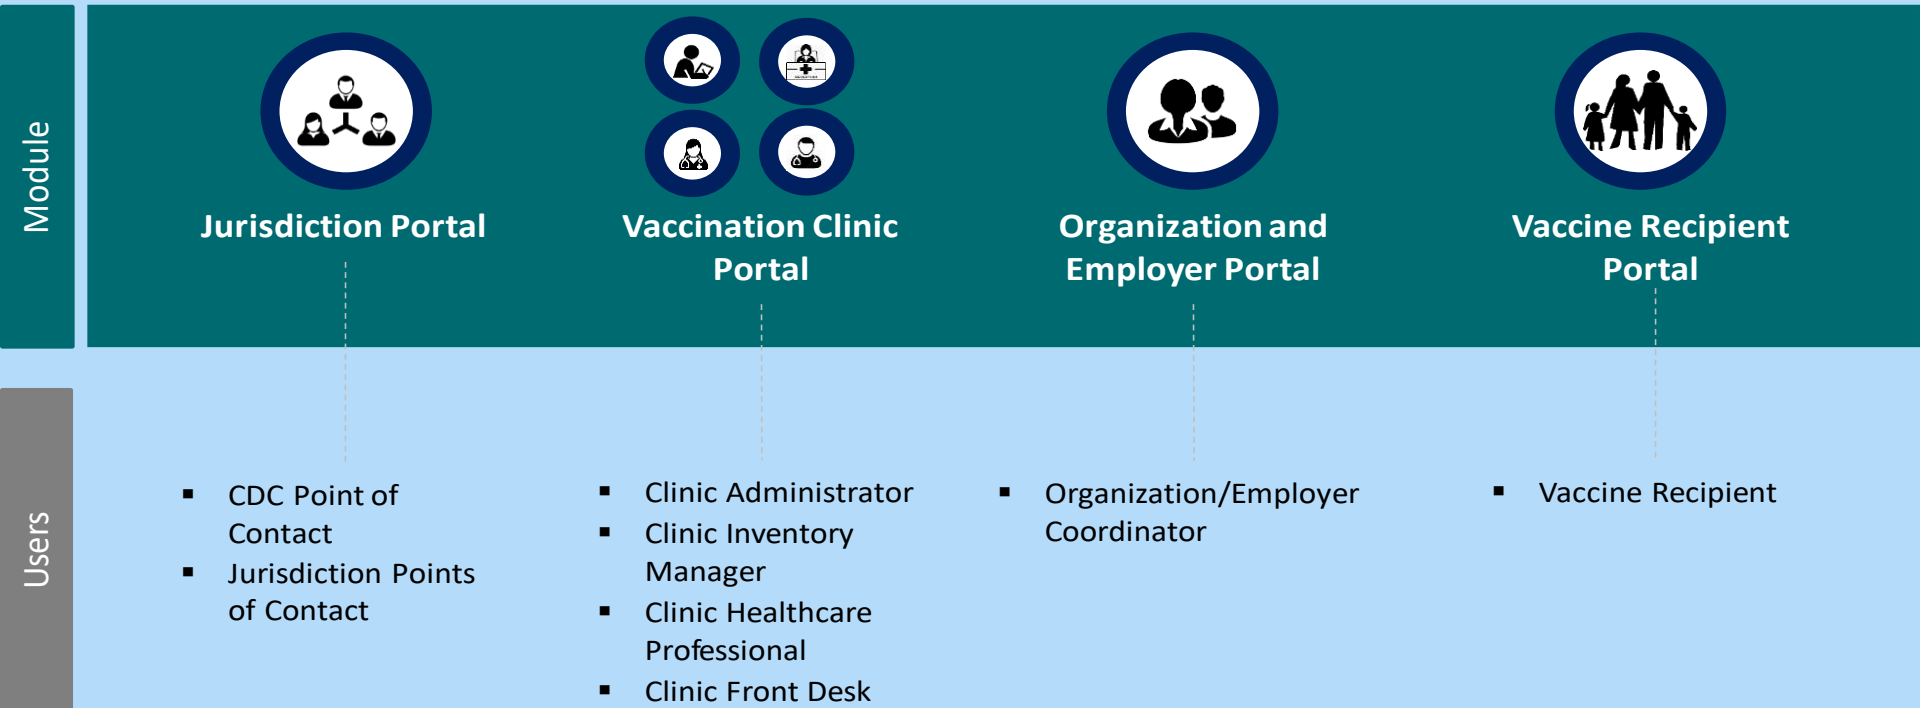 Module
Jurisdiction Portal
Vaccination Clinic
Portal
Organization and
Employer Portal
Vaccine Recipient
Portal
Users
▪ CDC Point of
Contact
▪ Jurisdiction Points
of Contact
▪ Clinic Administrator
▪ Clinic Inventory
Manager
▪ Clinic Healthcare
Professional
▪ Clinic Front Desk
▪ Organization/Employer
Coordinator
▪ Vaccine Recipient